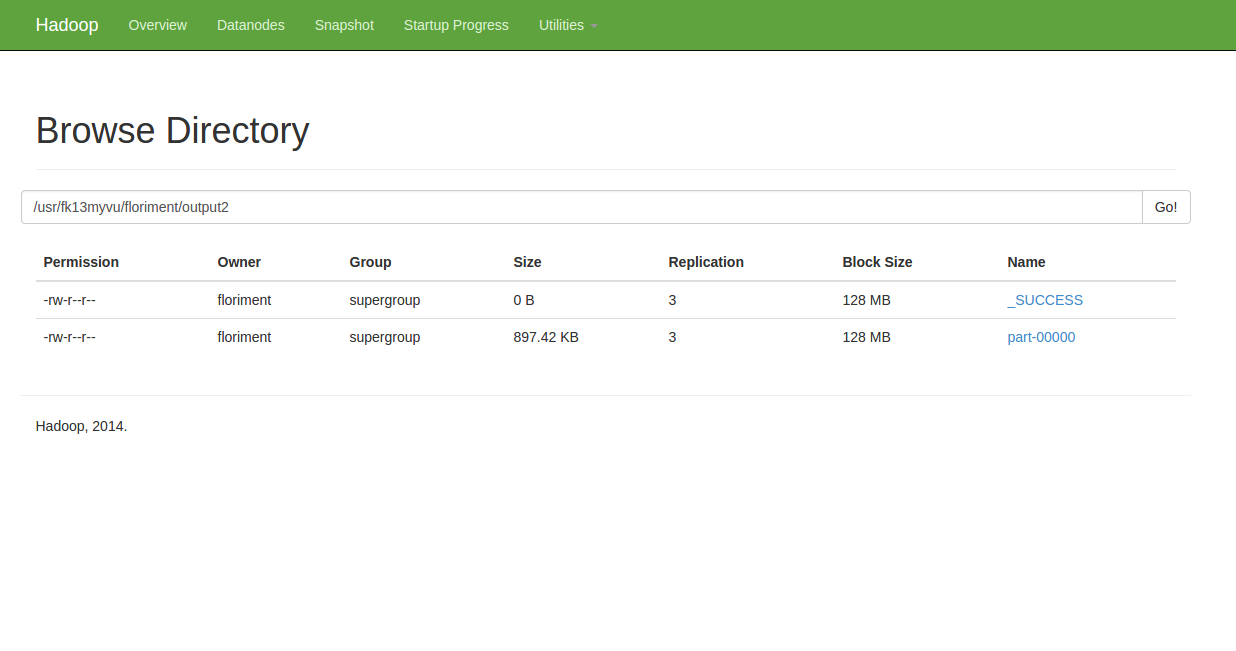 Hadoop Overview Datanodes Snapshot Startup Progress Utilities
Browse Directory
/usr/fk13myvu/floriment/output2 Go!
Permission Owner Group Size Replication Block Size Name
-rw-r--r-- floriment supergroup 0 B 3 128 MB _SUCCESS
-rw-r--r-- floriment supergroup 897.42 KB 3 128 MB part-00000
Hadoop, 2014.